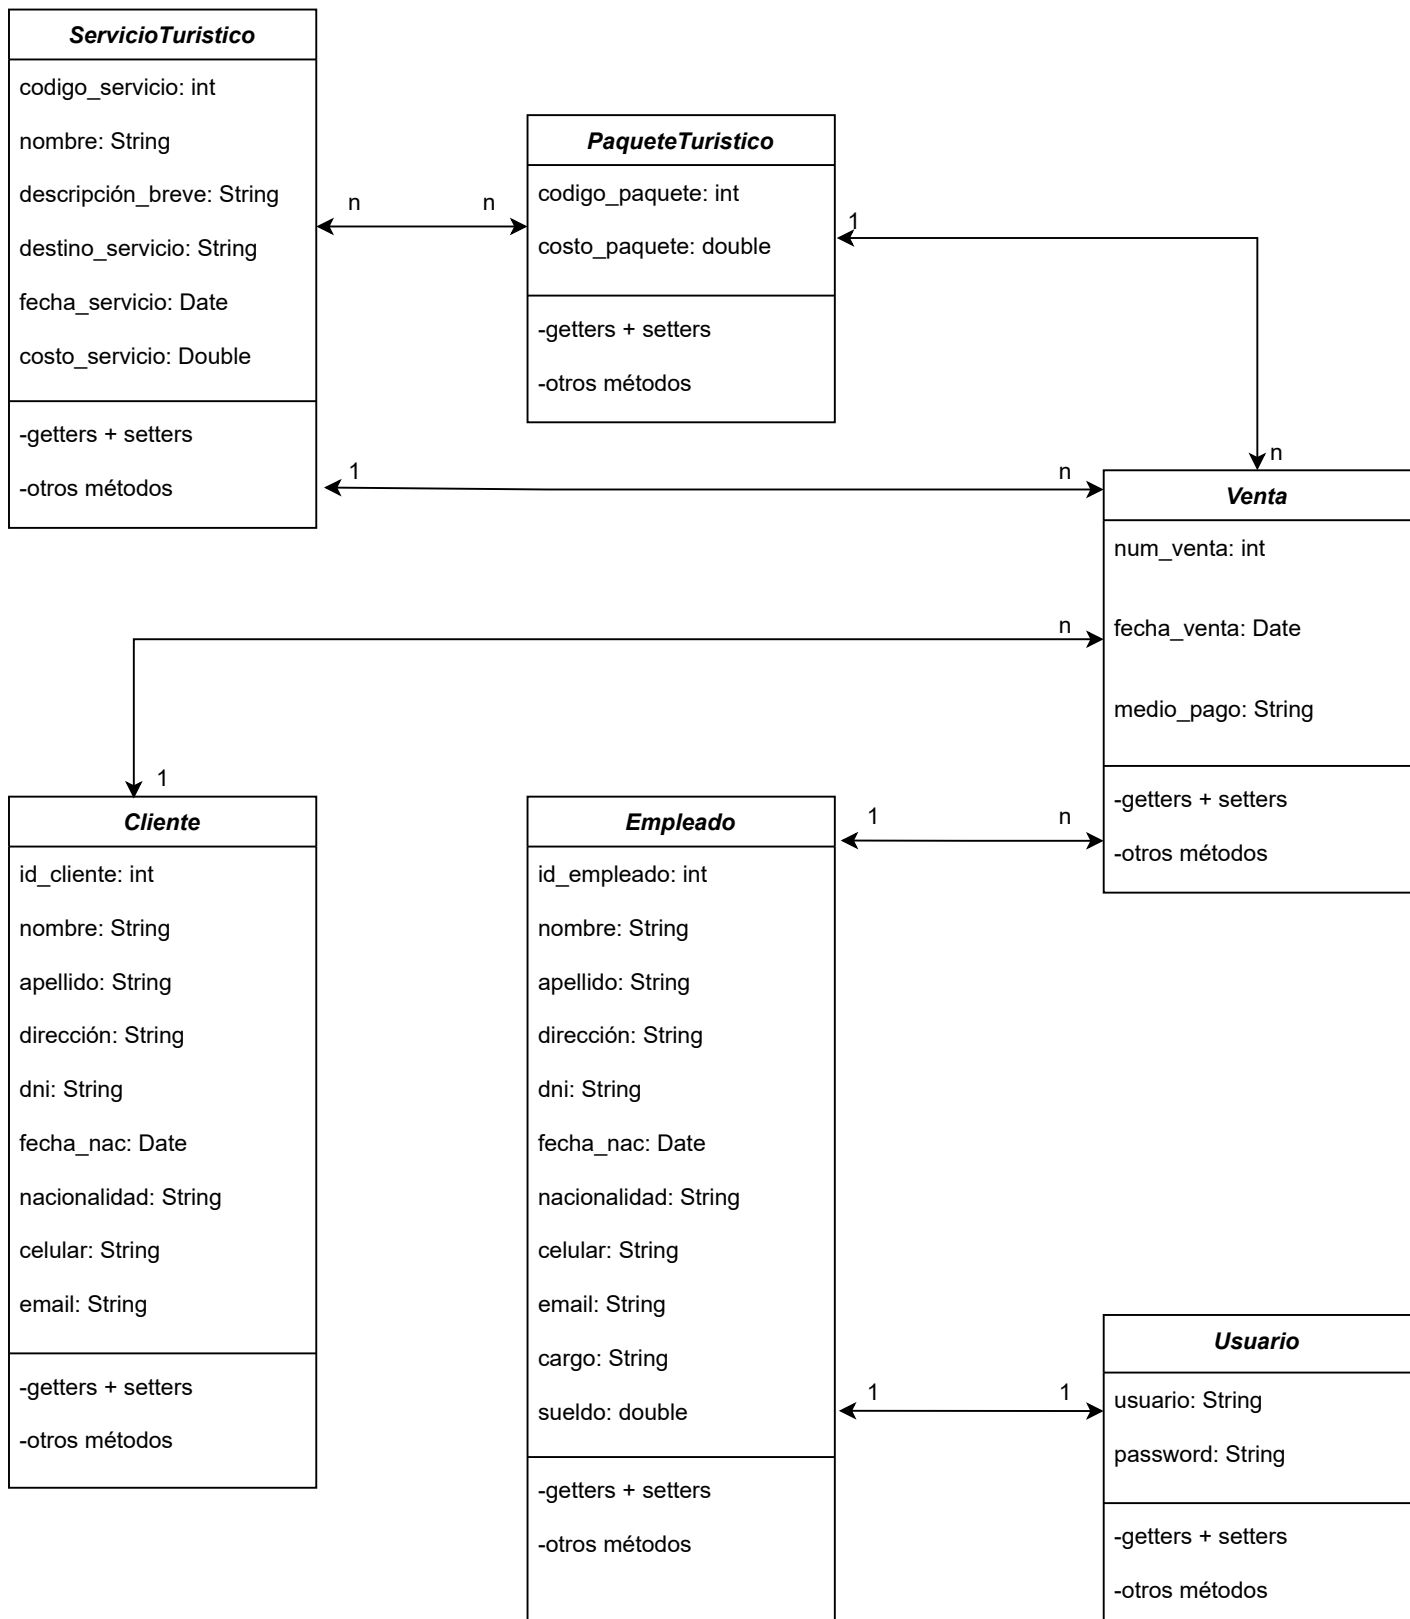 ServicioTuristico
codigo_servicio: int
nombre: String
descripción_breve: String
destino_servicio: String
fecha_servicio: Date
costo_servicio: Double
-getters + setters
-otros métodos
n
n
PaqueteTuristico
codigo_paquete: int
costo_paquete: double
-getters + setters
-otros métodos
1
n
1
n
Venta
num_venta: int
fecha_venta: Date
medio_pago: String
-getters + setters
-otros métodos
n
1
Cliente
id_cliente: int
nombre: String
apellido: String
dirección: String
dni: String
fecha_nac: Date
nacionalidad: String
celular: String
email: String
-getters + setters
-otros métodos
Empleado
id_empleado: int
nombre: String
apellido: String
dirección: String
dni: String
fecha_nac: Date
nacionalidad: String
celular: String
email: String
cargo: String
sueldo: double
-getters + setters
-otros métodos
1
n
1
1
Usuario
usuario: String
password: String
-getters + setters
-otros métodos